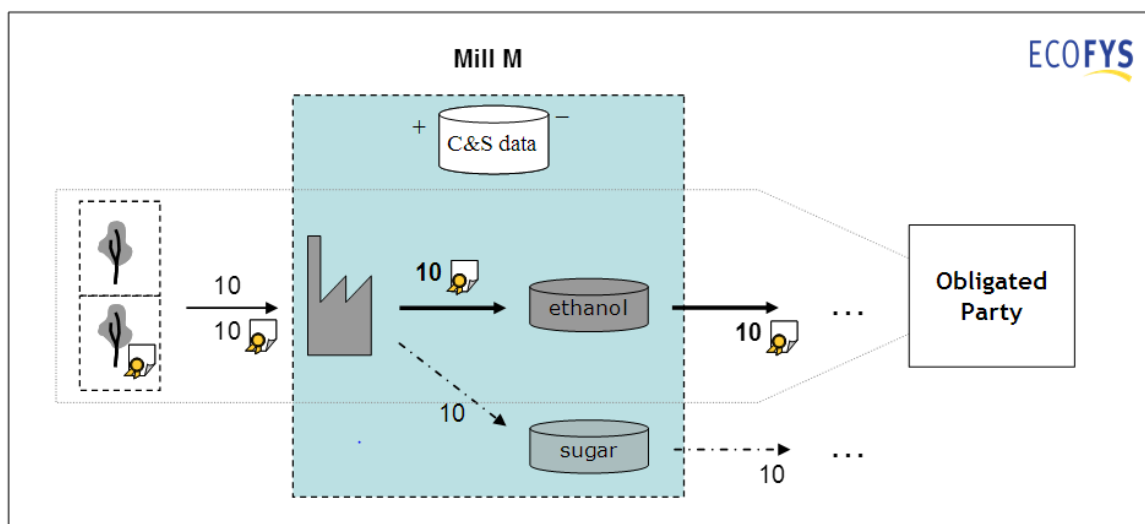 Mill M
ECOFYS
+
−
C&S data
10
10
10
ethanol
10
...
Obligated
Party
10
sugar
10
...